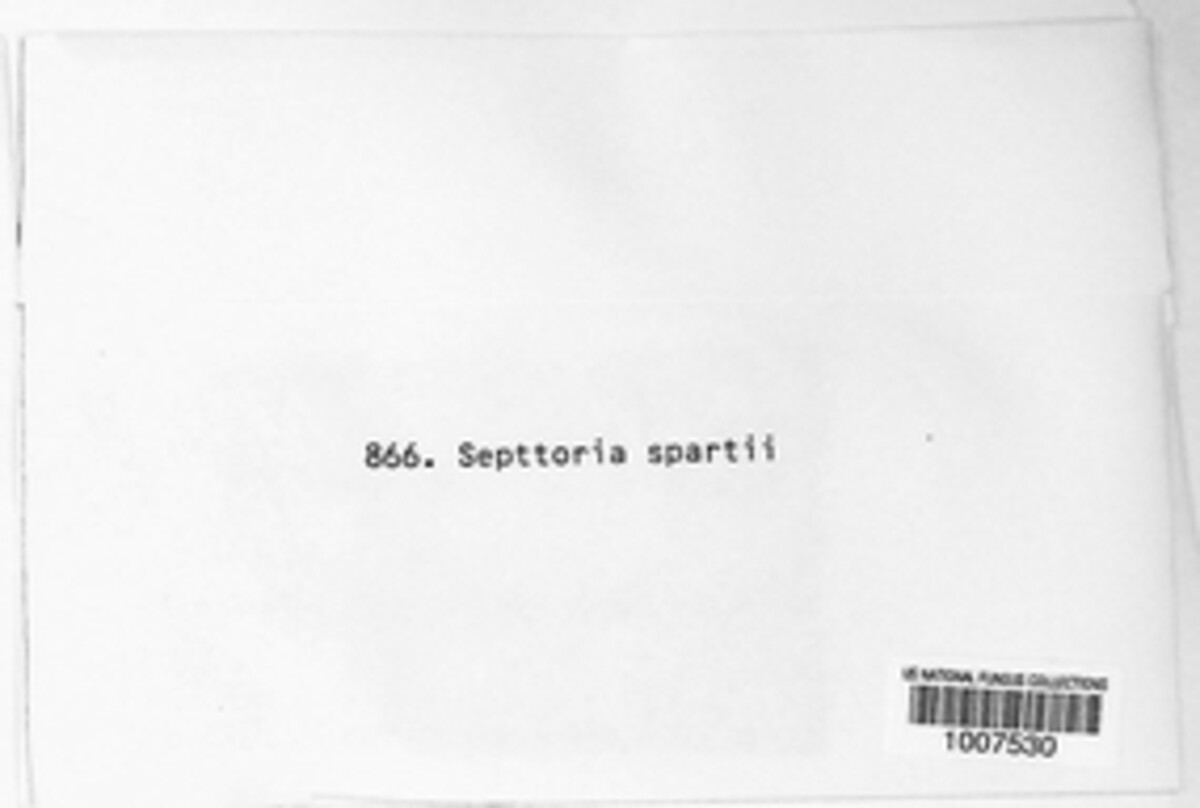 866. Septtoria spartii
US NATIONAL FUNGUS COLLECTIONS
1007530